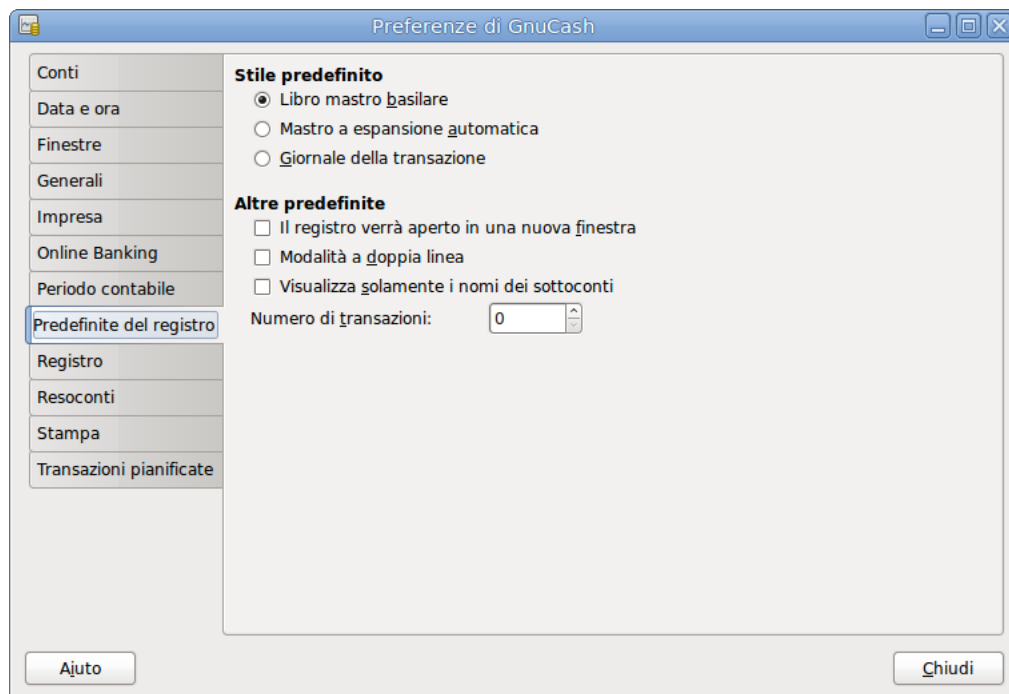 Preferenze di GnuCash
Conti
Data e ora
Finestre
Generali
Impresa
Online Banking
Periodo contabile
Predefinite del registro
Registro
Resoconti
Stampa
Transazioni pianificate
Stile predefinito
Libro mastro basilare
Mastro a espansione automatica
Giornale della transazione
Altre predefinite
Il registro verrà aperto in una nuova finestra
Modalità a doppia linea
Visualizza solamente i nomi dei sottoconti
Numero di transazioni: 0
Aiuto
Chiudi